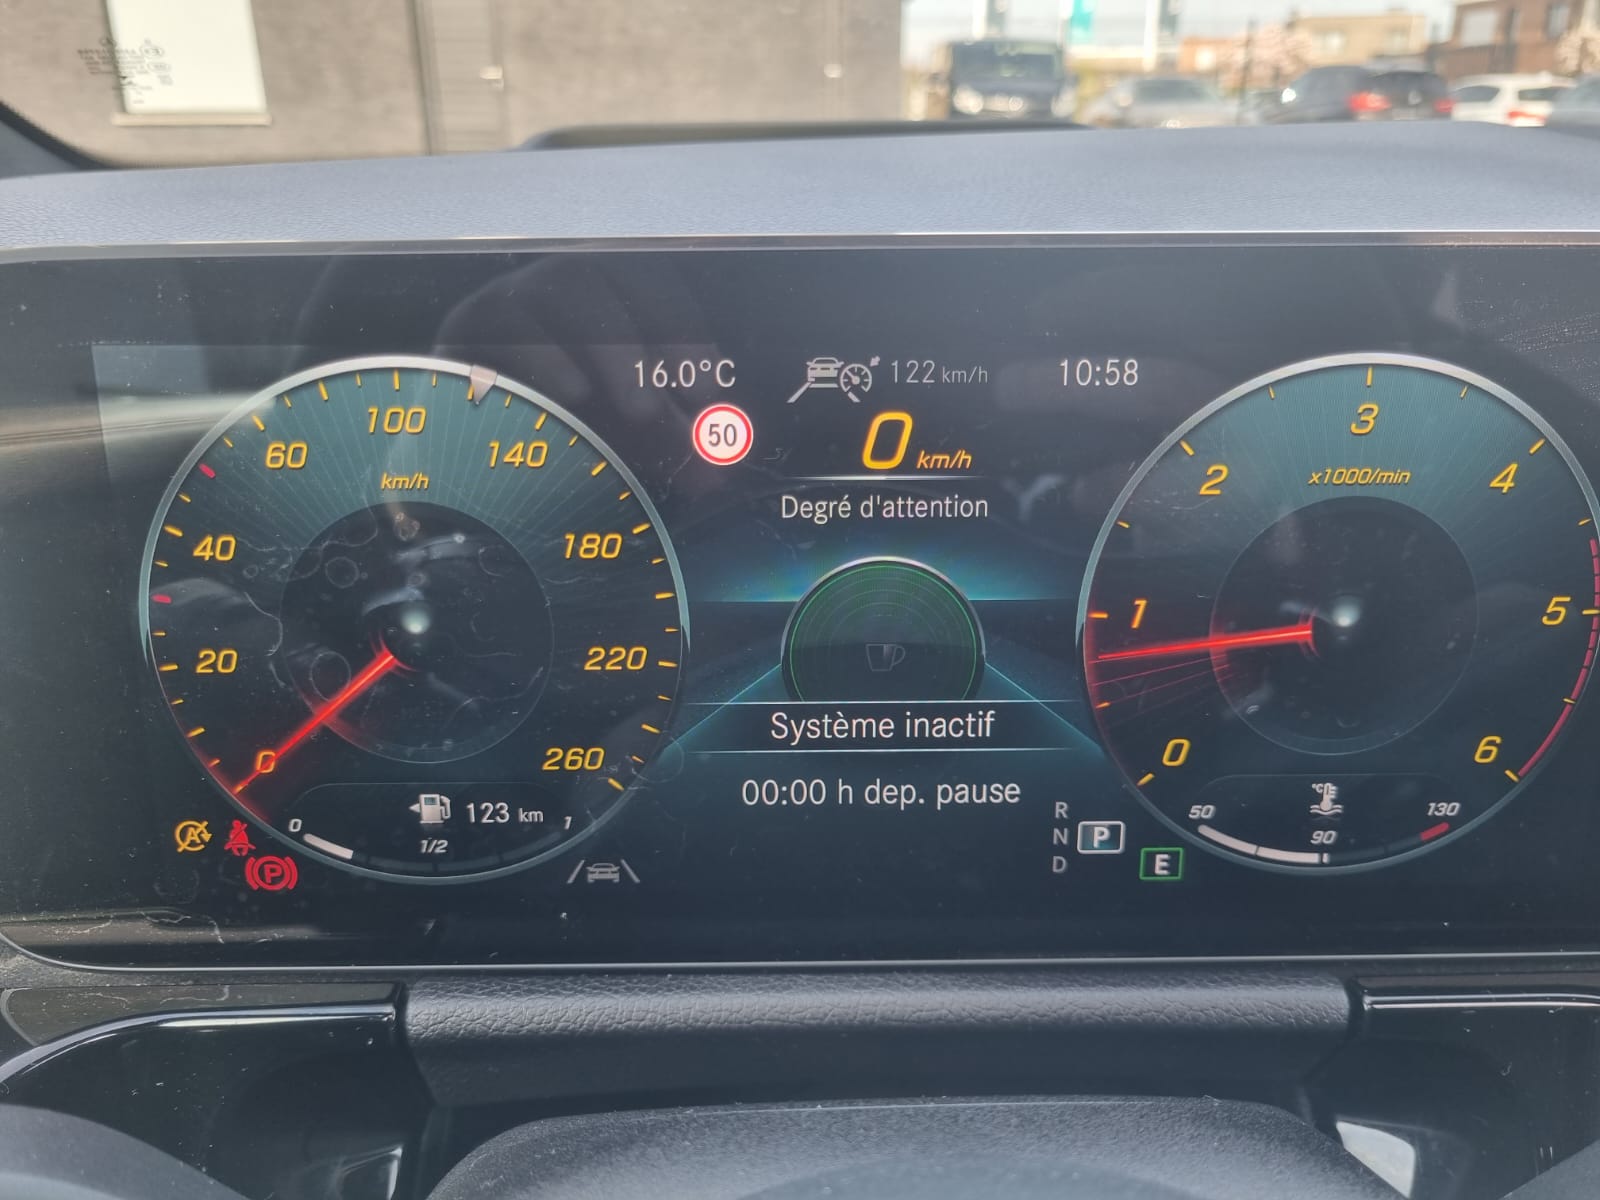 16.0°C
122 km/h
10:58
50
0 km/h
Degré d'attention
Système inactif
00:00 h dep. pause
0
20
40
60
100
140
180
220
260
km/h
A
P
0
1/2
1
123 km
R
N
D
P
E
0
1
2
3
4
5
6
x1000/min
°C
50
90
130